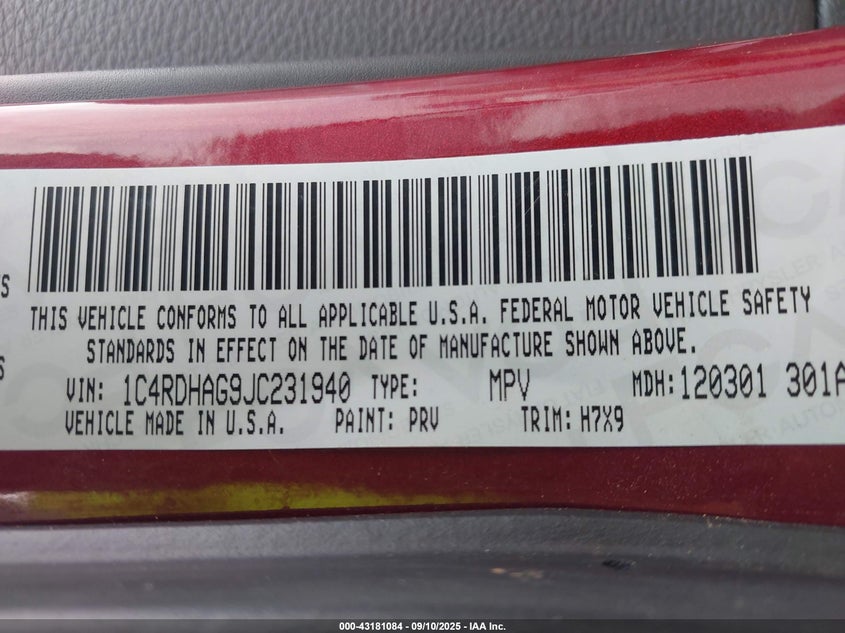 THIS VEHICLE CONFORMS TO ALL APPLICABLE U.S.A. FEDERAL MOTOR VEHICLE SAFETY
STANDARDS IN EFFECT ON THE DATE OF MANUFACTURE SHOWN ABOVE.
VIN: 1C4RDHAG9JC231940 TYPE: MPV MDH:120301 301A
VEHICLE MADE IN U.S.A. PAINT: PRV TRIM: H7X9
000-43181084 - 09/10/2025 - IAA Inc.